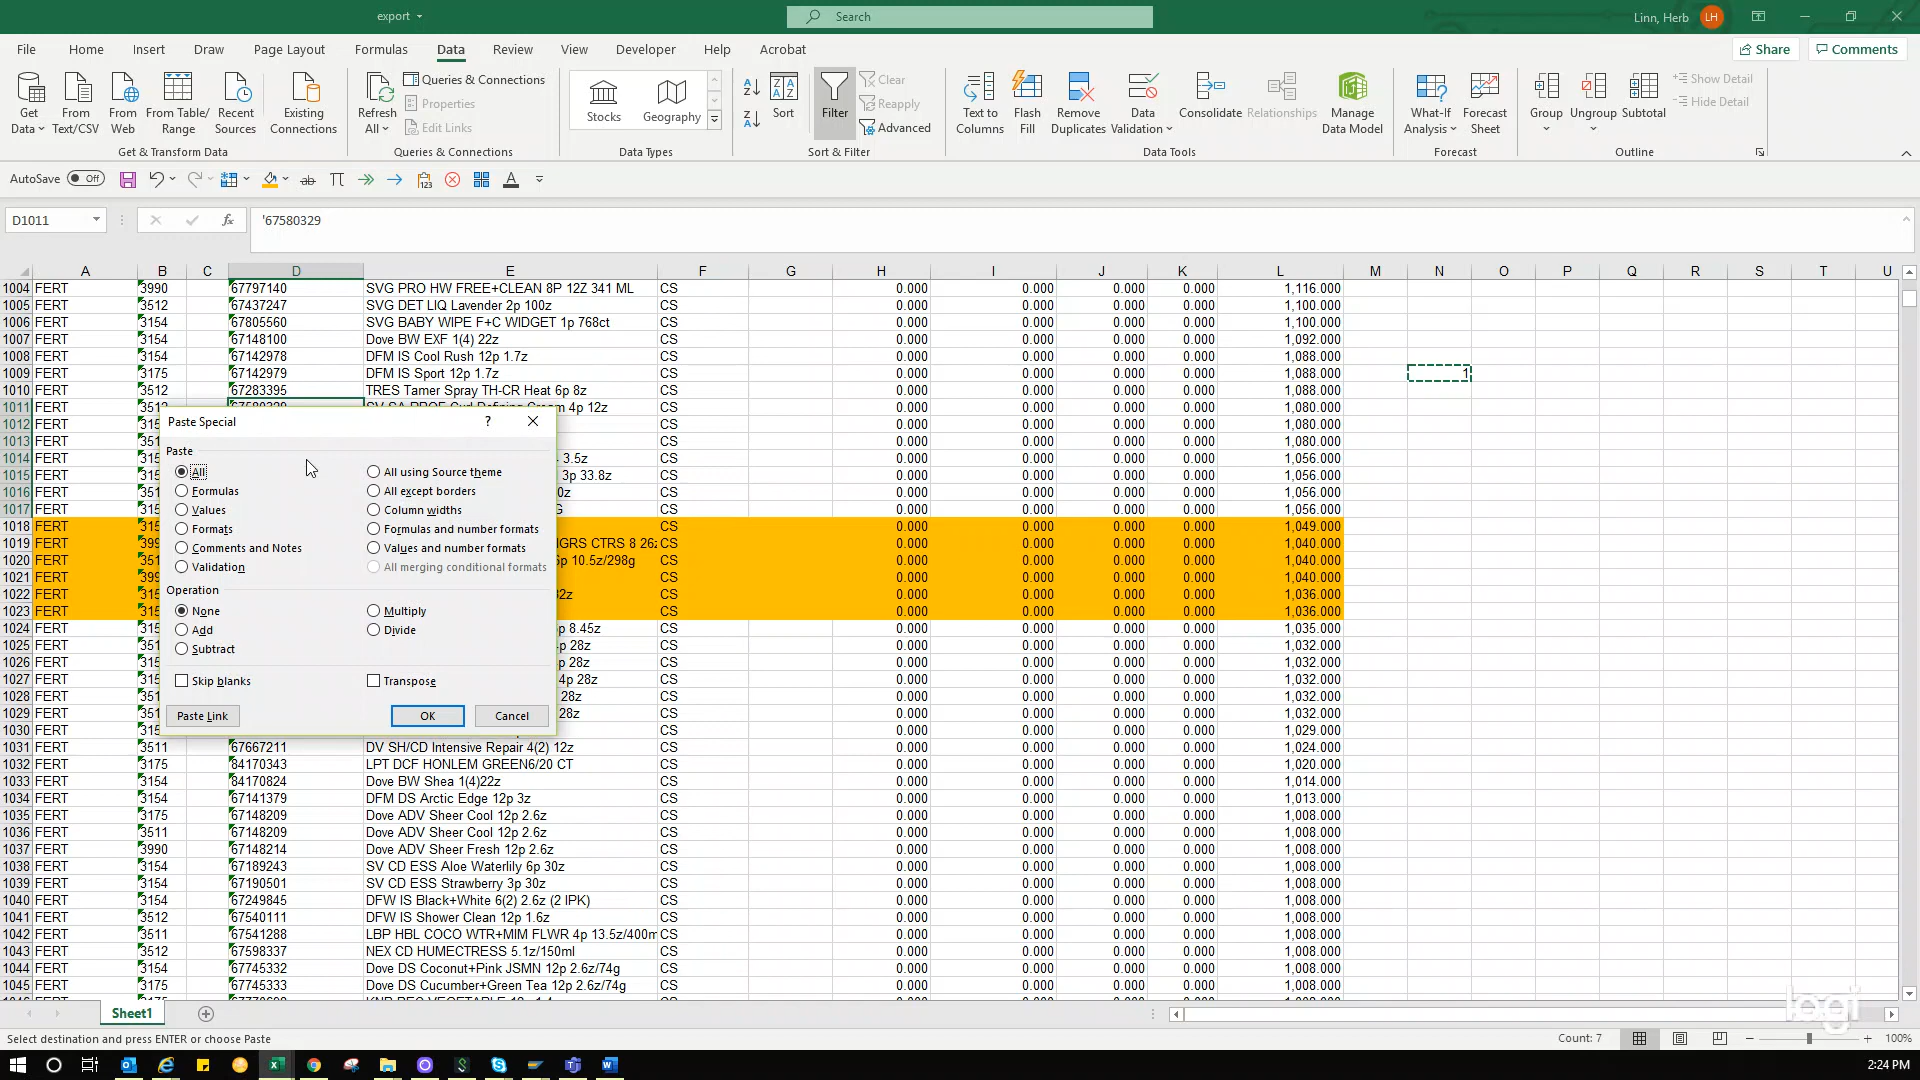 export
Search
Linn, Herb
LH
File Home Insert Draw Page Layout Formulas Data Review View Developer Help Acrobat
Share Comments
Get Data
From Text/CSV
From Web
From Table/ Range
Recent Sources
Existing Connections
Get & Transform Data
Refresh All
Queries & Connections
Properties
Edit Links
Queries & Connections
Stocks
Geography
Data Types
Sort
Filter
Clear
Reapply
Advanced
Sort & Filter
Text to Columns
Flash Fill
Remove Duplicates
Data Validation
Consolidate
Relationships
Manage Data Model
Data Tools
What-If Analysis
Forecast Sheet
Forecast
Group
Ungroup
Subtotal
Show Detail
Hide Detail
Outline
AutoSave Off
D1011
fx
'67580329
A B C D E F G H I J K L M N O P Q R S T U
1004 FERT 3990 67797140 SVG PRO HW FREE+CLEAN 8P 12Z 341 ML CS 0.000 0.000 0.000 0.000 1,116.000
1005 FERT 3512 67437247 SVG DET LIQ Lavender 2p 100z CS 0.000 0.000 0.000 0.000 1,100.000
1006 FERT 3154 67805560 SVG BABY WIPE F+C WIDGET 1p 768ct CS 0.000 0.000 0.000 0.000 1,100.000
1007 FERT 3154 67148100 Dove BW EXF 1(4) 22z CS 0.000 0.000 0.000 0.000 1,092.000
1008 FERT 3154 67142978 DFM IS Cool Rush 12p 1.7z CS 0.000 0.000 0.000 0.000 1,088.000
1009 FERT 3175 67142979 DFM IS Sport 12p 1.7z CS 0.000 0.000 0.000 0.000 1,088.000 1
1010 FERT 3512 67283395 TRES Tamer Spray TH-CR Heat 6p 8z CS 0.000 0.000 0.000 0.000 1,088.000
1011 FERT 351 67580329 SV SA PROF Curl Defining Cream 4p 12z CS 0.000 0.000 0.000 0.000 1,080.000
1012 FERT 315 CS 0.000 0.000 0.000 0.000 1,080.000
1013 FERT 351 CS 0.000 0.000 0.000 0.000 1,080.000
1014 FERT 315 3.5z CS 0.000 0.000 0.000 0.000 1,056.000
1015 FERT 315 3p 33.8z CS 0.000 0.000 0.000 0.000 1,056.000
1016 FERT 351 0z CS 0.000 0.000 0.000 0.000 1,056.000
1017 FERT 315 G CS 0.000 0.000 0.000 0.000 1,056.000
1018 FERT 315 CS 0.000 0.000 0.000 0.000 1,049.000
1019 FERT 399 NGRS CTRS 8 26z CS 0.000 0.000 0.000 0.000 1,040.000
1020 FERT 351 6p 10.5z/298g CS 0.000 0.000 0.000 0.000 1,040.000
1021 FERT 399 CS 0.000 0.000 0.000 0.000 1,040.000
1022 FERT 315 32z CS 0.000 0.000 0.000 0.000 1,036.000
1023 FERT 315 CS 0.000 0.000 0.000 0.000 1,036.000
1024 FERT 315 p 8.45z CS 0.000 0.000 0.000 0.000 1,035.000
1025 FERT 351 p 28z CS 0.000 0.000 0.000 0.000 1,032.000
1026 FERT 315 p 28z CS 0.000 0.000 0.000 0.000 1,032.000
1027 FERT 315 4p 28z CS 0.000 0.000 0.000 0.000 1,032.000
1028 FERT 351 28z CS 0.000 0.000 0.000 0.000 1,032.000
1029 FERT 351 28z CS 0.000 0.000 0.000 0.000 1,032.000
1030 FERT 315 CS 0.000 0.000 0.000 0.000 1,029.000
1031 FERT 3511 67667211 DV SH/CD Intensive Repair 4(2) 12z CS 0.000 0.000 0.000 0.000 1,024.000
1032 FERT 3175 84170343 LPT DCF HONLEM GREEN6/20 CT CS 0.000 0.000 0.000 0.000 1,020.000
1033 FERT 3154 84170824 Dove BW Shea 1(4)22z CS 0.000 0.000 0.000 0.000 1,014.000
1034 FERT 3154 67141379 DFM DS Arctic Edge 12p 3z CS 0.000 0.000 0.000 0.000 1,013.000
1035 FERT 3175 67148209 Dove ADV Sheer Cool 12p 2.6z CS 0.000 0.000 0.000 0.000 1,008.000
1036 FERT 3511 67148209 Dove ADV Sheer Cool 12p 2.6z CS 0.000 0.000 0.000 0.000 1,008.000
1037 FERT 3990 67148214 Dove ADV Sheer Fresh 12p 2.6z CS 0.000 0.000 0.000 0.000 1,008.000
1038 FERT 3154 67189243 SV CD ESS Aloe Waterlily 6p 30z CS 0.000 0.000 0.000 0.000 1,008.000
1039 FERT 3154 67190501 SV CD ESS Strawberry 3p 30z CS 0.000 0.000 0.000 0.000 1,008.000
1040 FERT 3154 67249845 DFW IS Black+White 6(2) 2.6z (2 IPK) CS 0.000 0.000 0.000 0.000 1,008.000
1041 FERT 3512 67540111 DFW IS Shower Clean 12p 1.6z CS 0.000 0.000 0.000 0.000 1,008.000
1042 FERT 3511 67541288 LBP HBL COCO WTR+MIM FLWR 4p 13.5z/400m CS 0.000 0.000 0.000 0.000 1,008.000
1043 FERT 3512 67598337 NEX CD HUMECTRESS 5.1z/150ml CS 0.000 0.000 0.000 0.000 1,008.000
1044 FERT 3154 67745332 Dove DS Coconut+Pink JSMN 12p 2.6z/74g CS 0.000 0.000 0.000 0.000 1,008.000
1045 FERT 3175 67745333 Dove DS Cucumber+Green Tea 12p 2.6z/74g CS 0.000 0.000 0.000 0.000 1,008.000
Paste Special ?
Paste
All All using Source theme
Formulas All except borders
Values Column widths
Formats Formulas and number formats
Comments and Notes Values and number formats
Validation All merging conditional formats
Operation
None Multiply
Add Divide
Subtract
Skip blanks Transpose
Paste Link OK Cancel
Sheet1
logi
Select destination and press ENTER or choose Paste
Count: 7
100%
2:24 PM